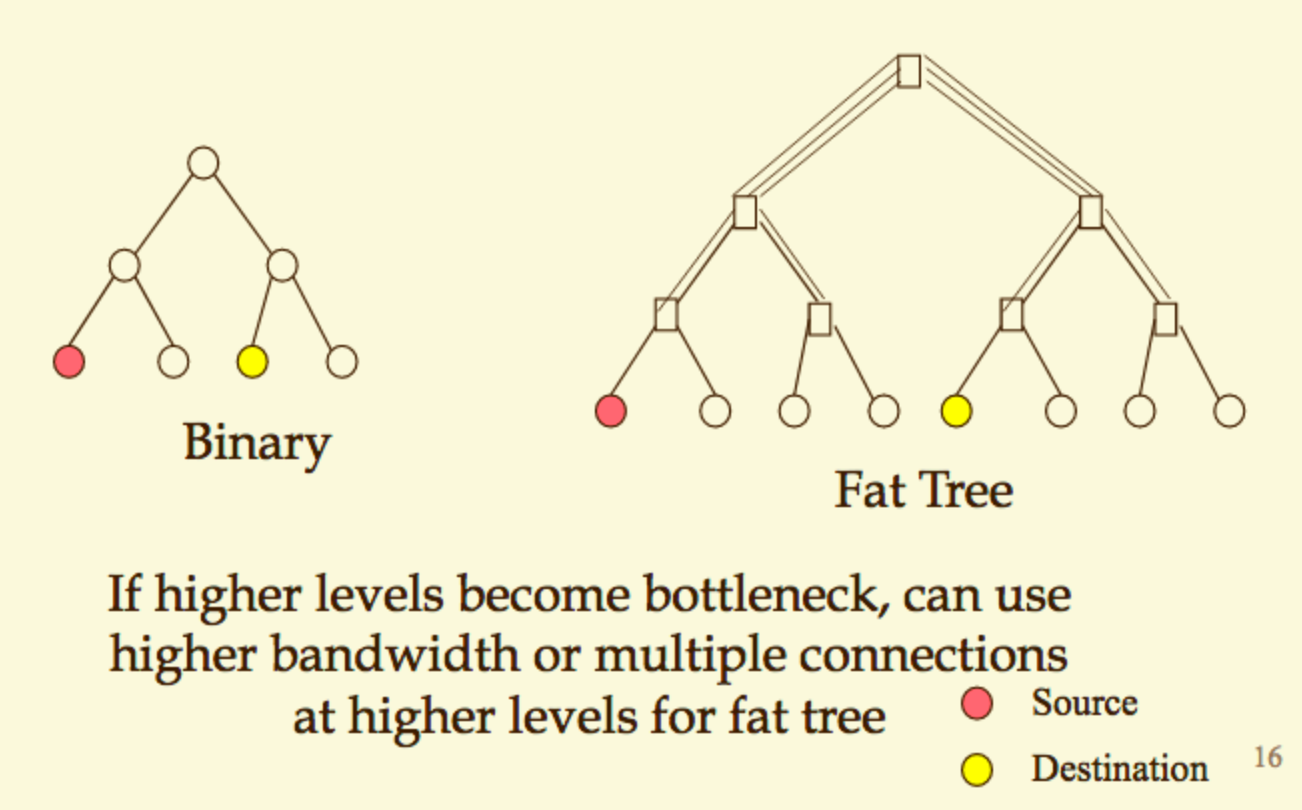 Binary
Fat Tree
If higher levels become bottleneck, can use
higher bandwidth or multiple connections
at higher levels for fat tree
Source
Destination
16